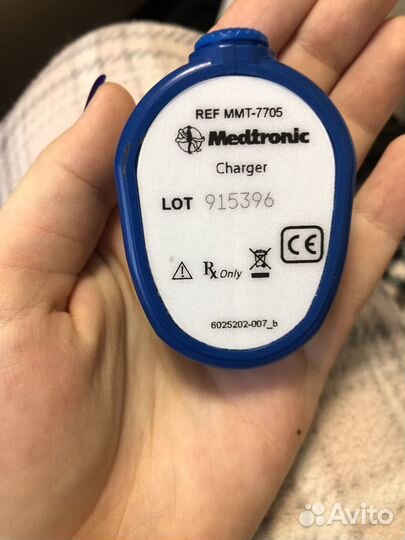 REF MMT-7705
Medtronic
Charger
LOT 915396
Rx Only
CE
6025202-007_b
Avito